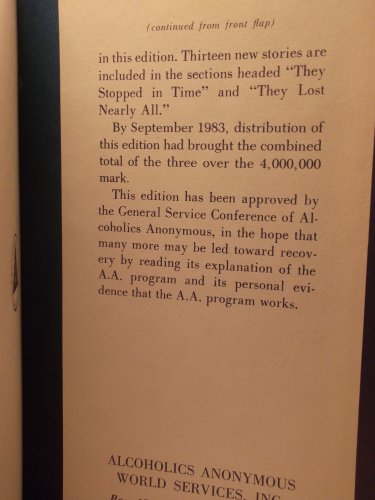 (continued from front flap)
in this edition. Thirteen new stories are
included in the sections headed "They
Stopped in Time" and "They Lost
Nearly All."
By September 1983, distribution of
this edition had brought the combined
total of the three over the 4,000,000
mark.
This edition has been approved by
the General Service Conference of Al-
coholics Anonymous, in the hope that
many more may be led toward recov-
ery by reading its explanation of the
A.A. program and its personal evi-
dence that the A.A. program works.
ALCOHOLICS ANONYMOUS
WORLD SERVICES, INC.